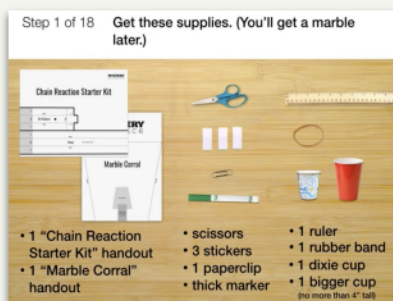 Step 1 of 18
Get these supplies. (You'll get a marble
later.)
Chain Reaction Starter Kit
Marble Corral
• 1 "Chain Reaction
Starter Kit" handout
• 1 "Marble Corral"
handout
• scissors
• 3 stickers
• 1 paperclip
• thick marker
• 1 ruler
• 1 rubber band
• 1 dixie cup
• 1 bigger cup
(no more than 4" tall)